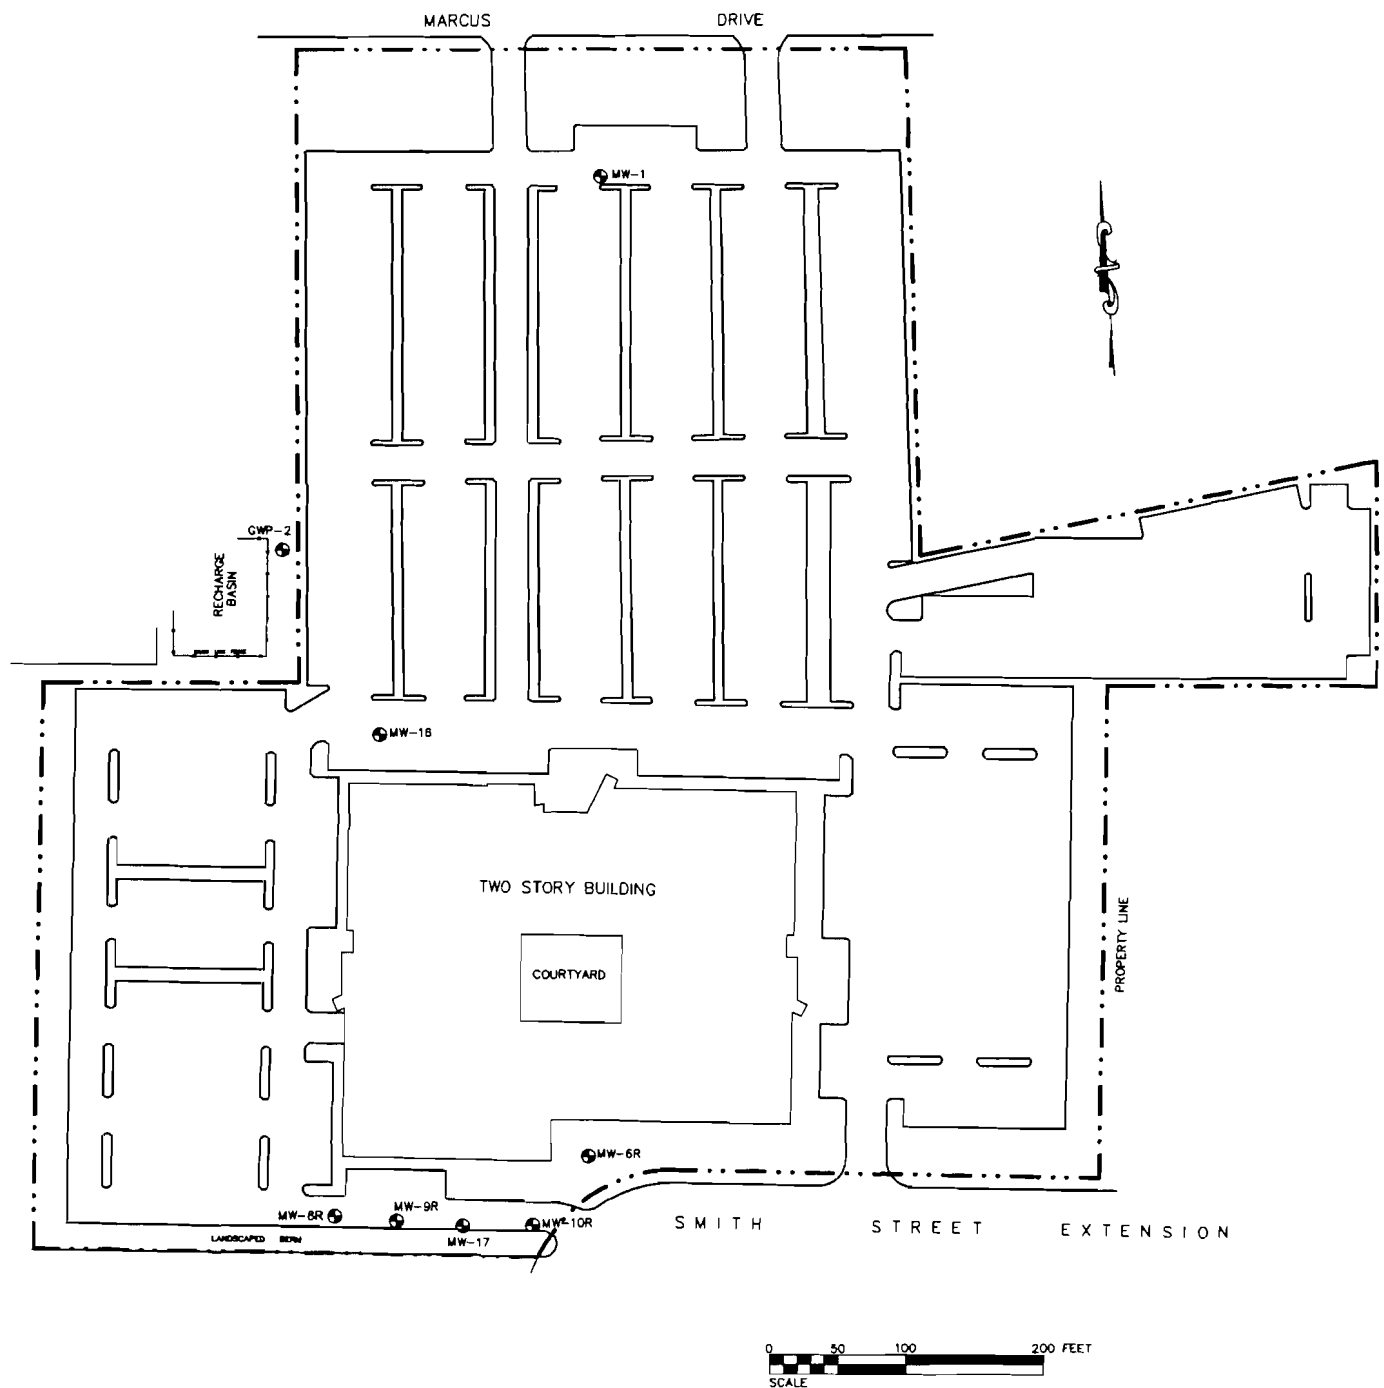 MARCUS DRIVE
MW-1
GWP-2
RECHARGE
BASIN
MW-16
TWO STORY BUILDING
COURTYARD
PROPERTY LINE
MW-6R
MW-8R
MW-9R
MW-17
MW-10R
LANDSCAPED BERM
SMITH STREET EXTENSION
0 50 100 200 FEET
SCALE